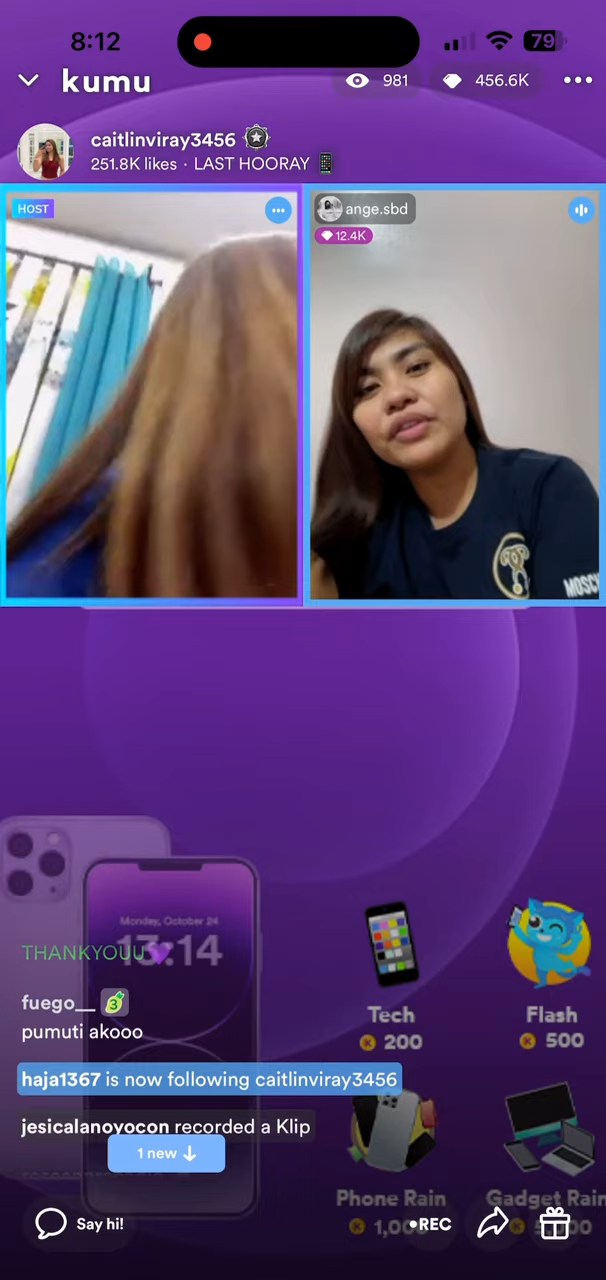 8:12
79
kumu
981
456.6K
caitlinviray3456
251.8K likes · LAST HOORAY
HOST
ange.sbd
12.4K
MOSC
Monday, October 24
13:14
THANKYOUU
fuego__ 3
pumuti akooo
haja1367 is now following caitlinviray3456
jesicalanoyocon recorded a Klip
1 new
Tech
200
Flash
500
Phone Rain
Gadget Rain
Say hi!
REC